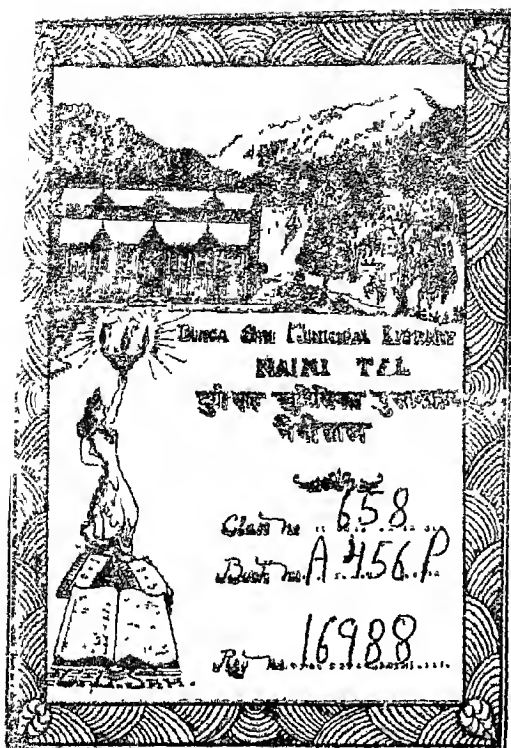 DURGA SAH MUNICIPAL LIBRARY
NAINI TAL
दुर्गा साह म्युनिसिपल पुस्तकालय
नैनीताल
Class no. 658
Book no. A 456 P
Reg no. 16988